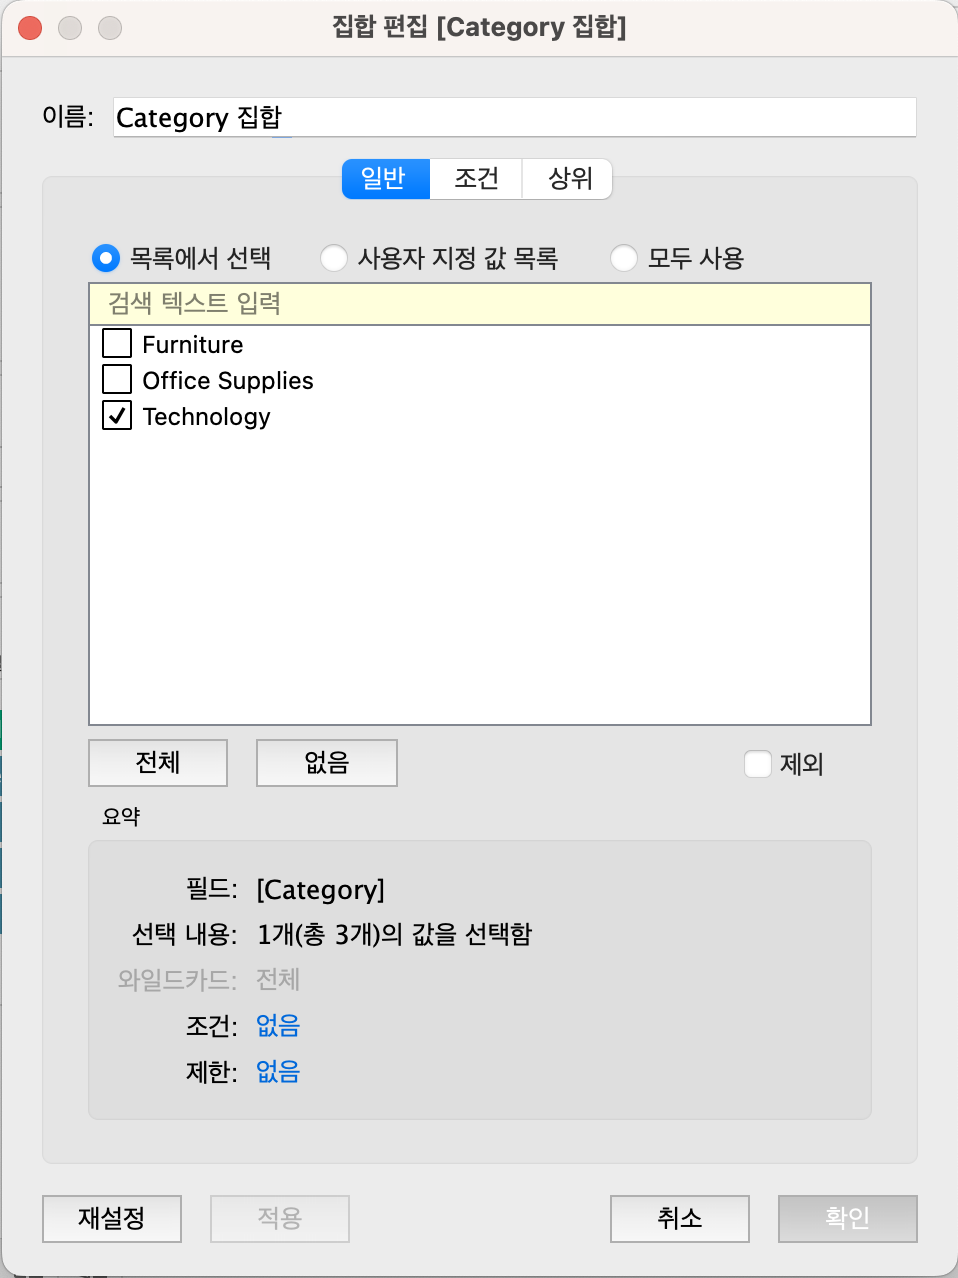 집합 편집 [Category 집합]
이름: Category 집합
일반 조건 상위
목록에서 선택 사용자 지정 값 목록 모두 사용
검색 텍스트 입력
Furniture
Office Supplies
Technology
전체 없음 제외
요약
필드: [Category]
선택 내용: 1개(총 3개)의 값을 선택함
와일드카드: 전체
조건: 없음
제한: 없음
재설정 적용 취소 확인